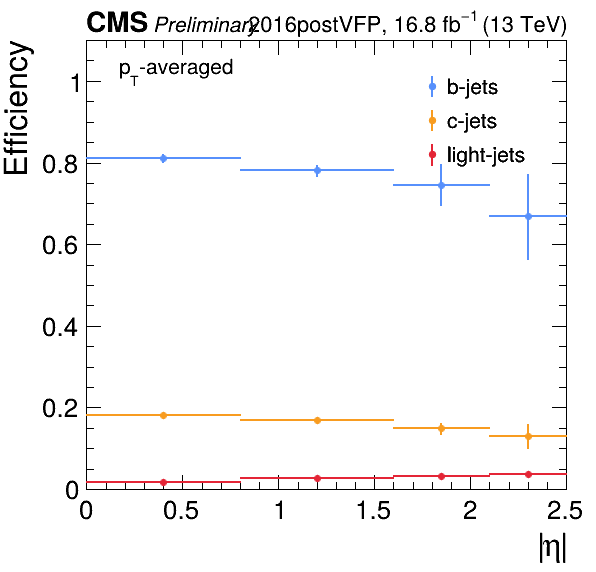 CMS Preliminary 2016postVFP, 16.8 fb⁻¹ (13 TeV)
p_T-averaged
b-jets
c-jets
light-jets
Efficiency
1
0.8
0.6
0.4
0.2
0
0 0.5 1 1.5 2 2.5
|η|